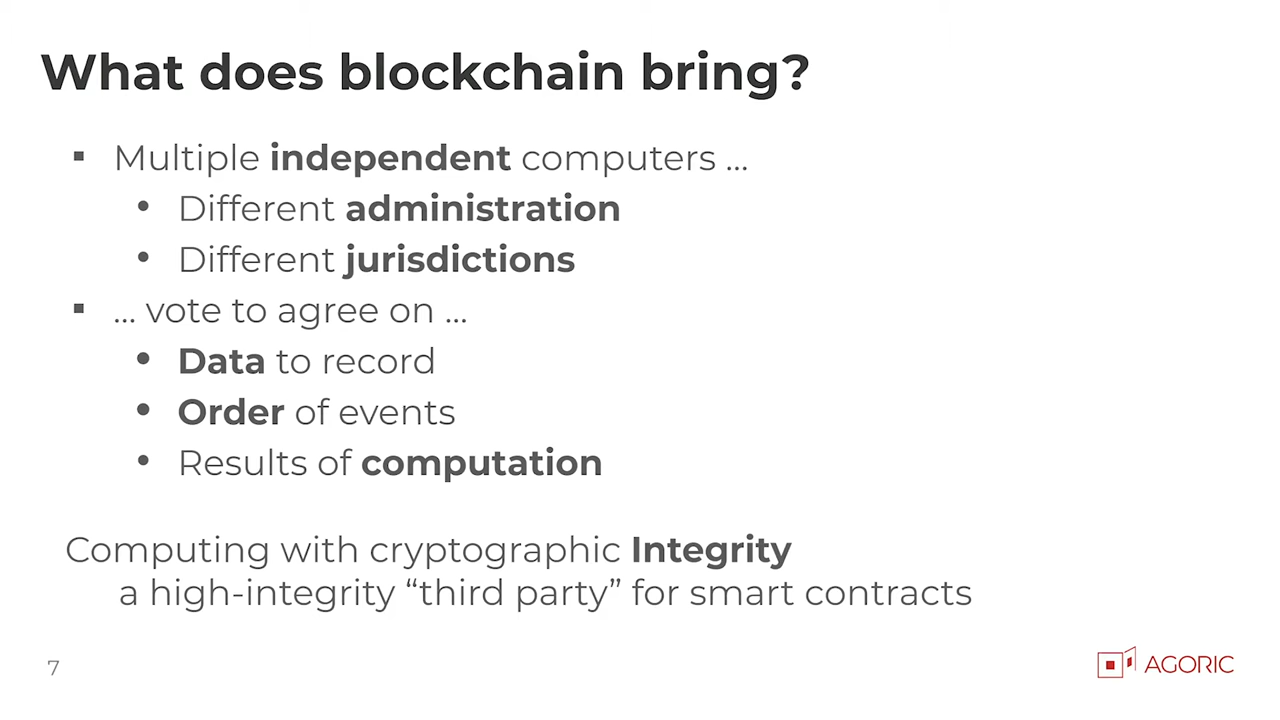 What does blockchain bring?
▪ Multiple independent computers …
• Different administration
• Different jurisdictions
▪ … vote to agree on …
• Data to record
• Order of events
• Results of computation
Computing with cryptographic Integrity
a high-integrity “third party” for smart contracts
7
AGORIC